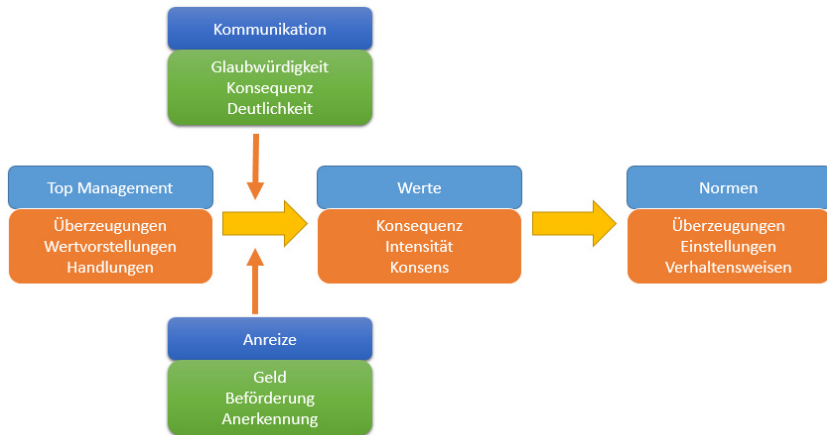 Kommunikation
Glaubwürdigkeit
Konsequenz
Deutlichkeit
Top Management
Überzeugungen
Wertvorstellungen
Handlungen
Werte
Konsequenz
Intensität
Konsens
Normen
Überzeugungen
Einstellungen
Verhaltensweisen
Anreize
Geld
Beförderung
Anerkennung